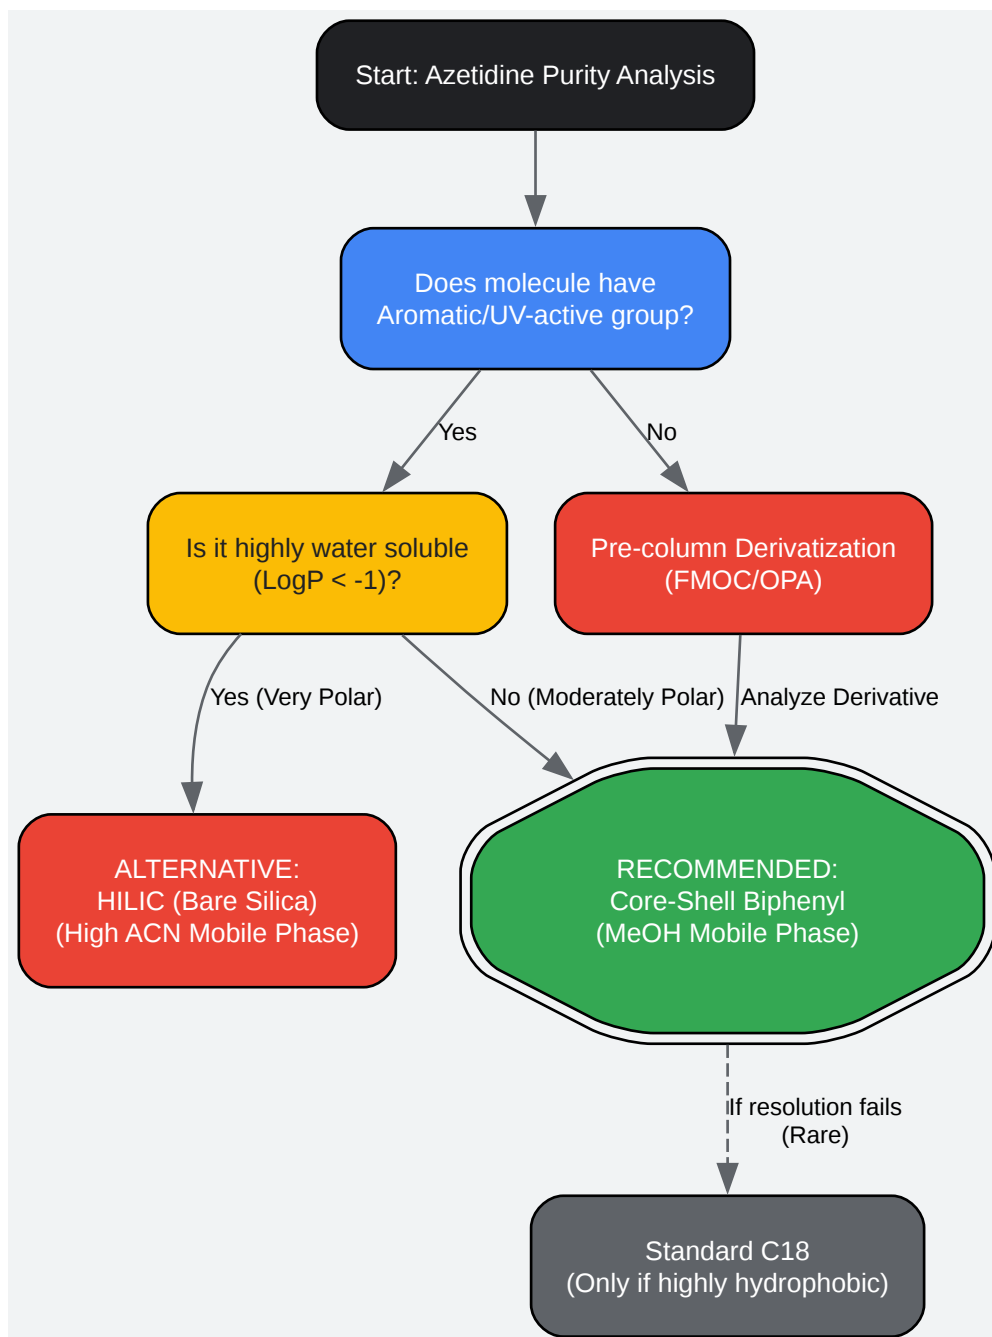 Start: Azetidine Purity Analysis
Does molecule have
Aromatic/UV-active group?
Yes
No
Is it highly water soluble
(LogP < -1)?
Pre-column Derivatization
(FMOC/OPA)
Yes (Very Polar)
No (Moderately Polar)
Analyze Derivative
ALTERNATIVE:
HILIC (Bare Silica)
(High ACN Mobile Phase)
RECOMMENDED:
Core-Shell Biphenyl
(MeOH Mobile Phase)
If resolution fails
(Rare)
Standard C18
(Only if highly hydrophobic)